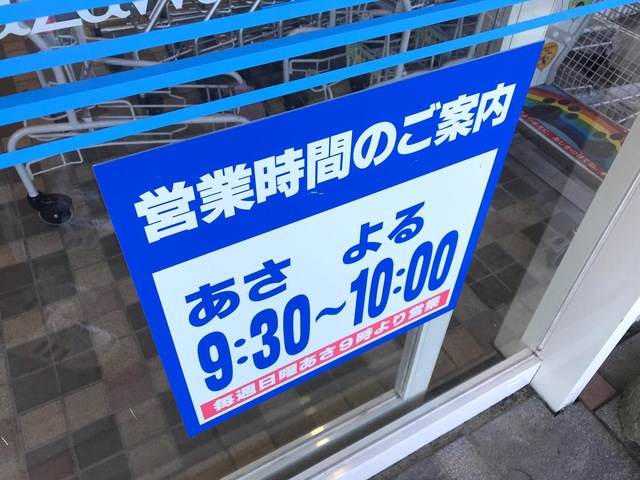 営業時間のご案内
あさ よる
9:30〜10:00
毎週日曜あさ9時より営業